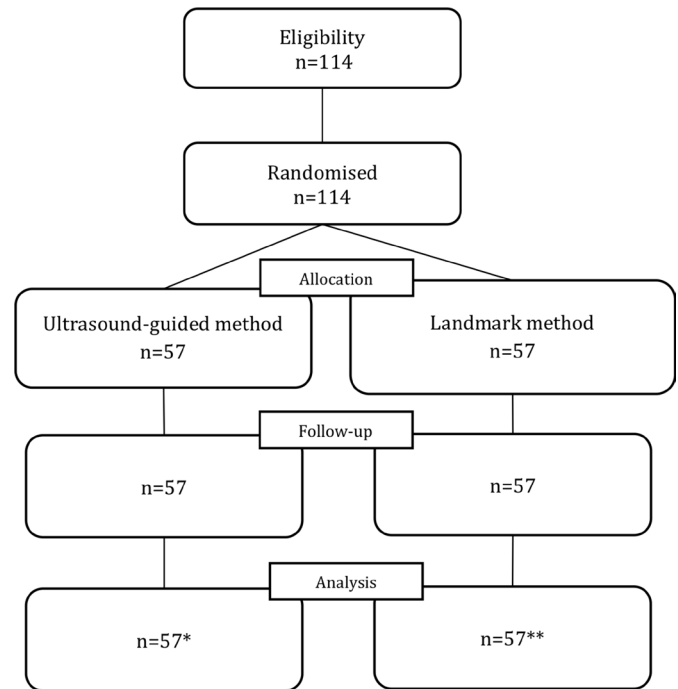 Eligibility
n=114
Randomised
n=114
Allocation
Ultrasound-guided method
n=57
Landmark method
n=57
Follow-up
n=57
n=57
Analysis
n=57*
n=57**